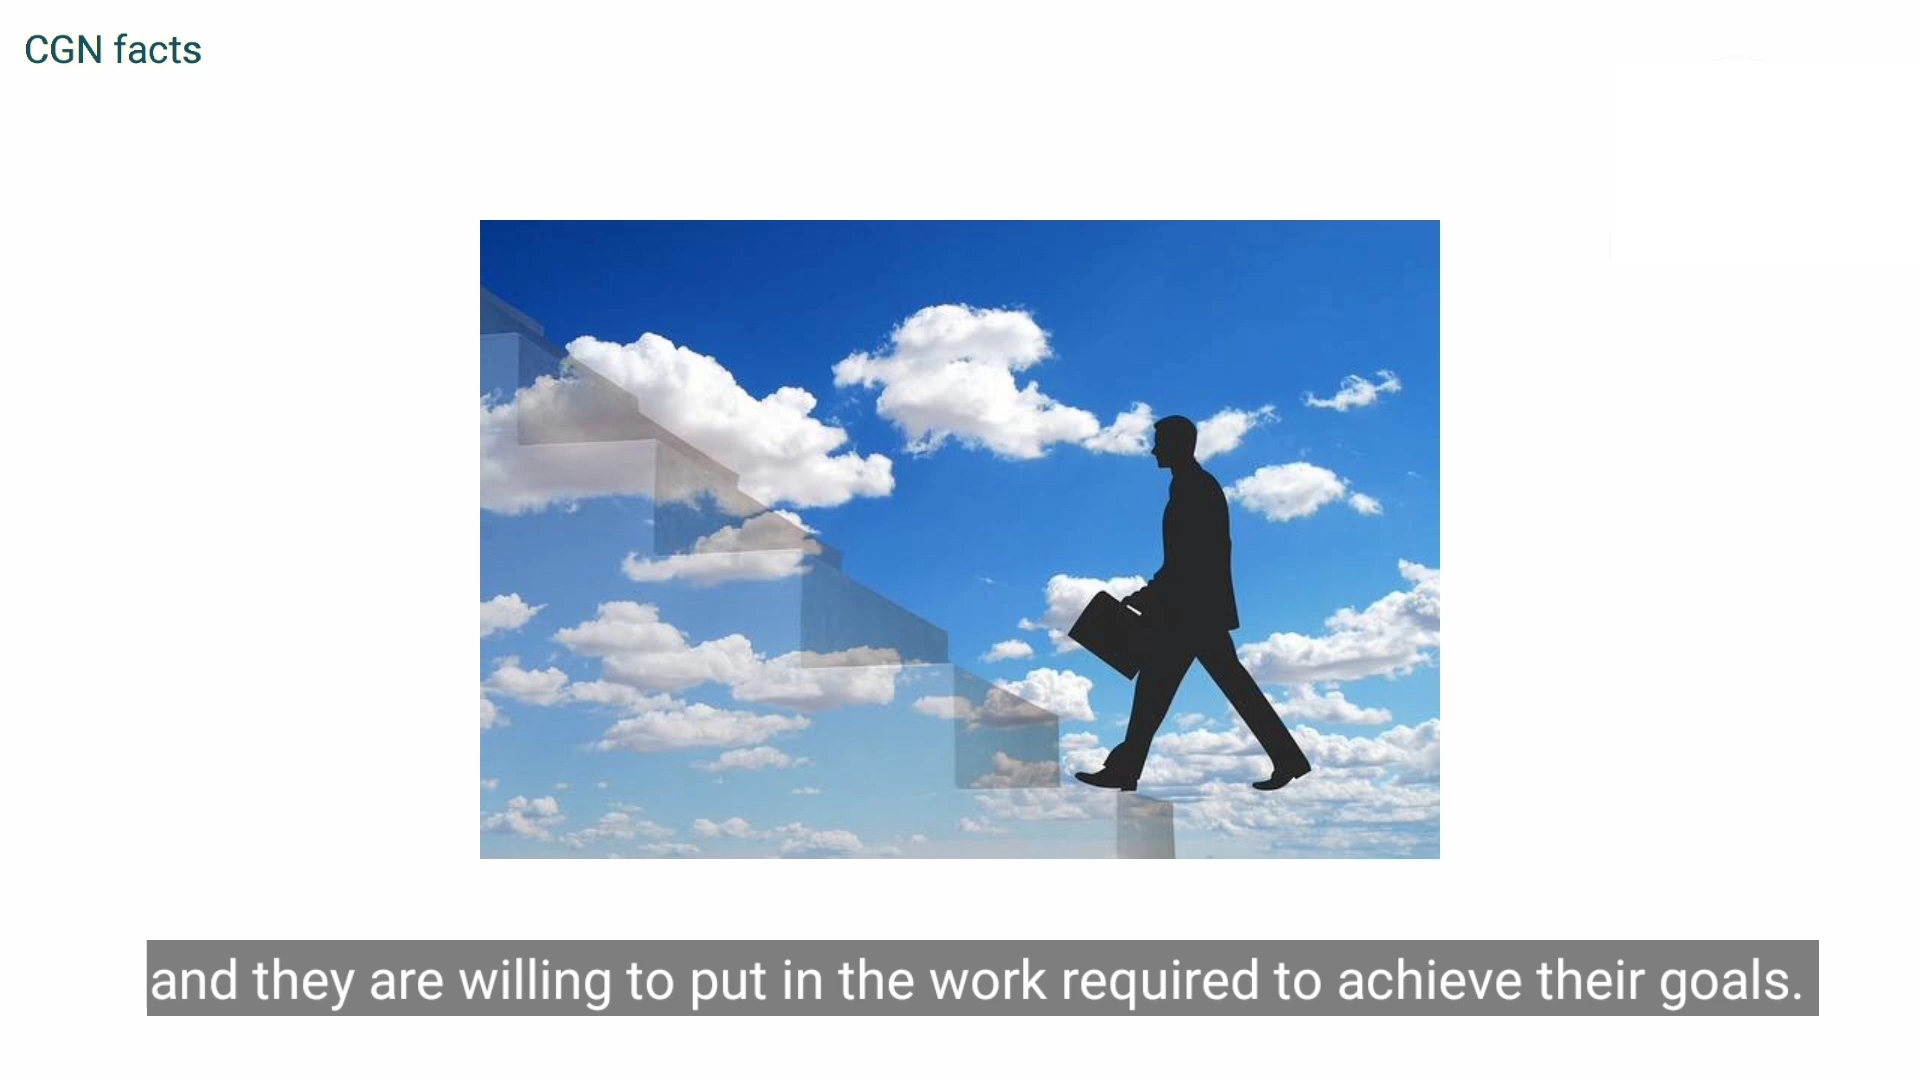 CGN facts
and they are willing to put in the work required to achieve their goals.